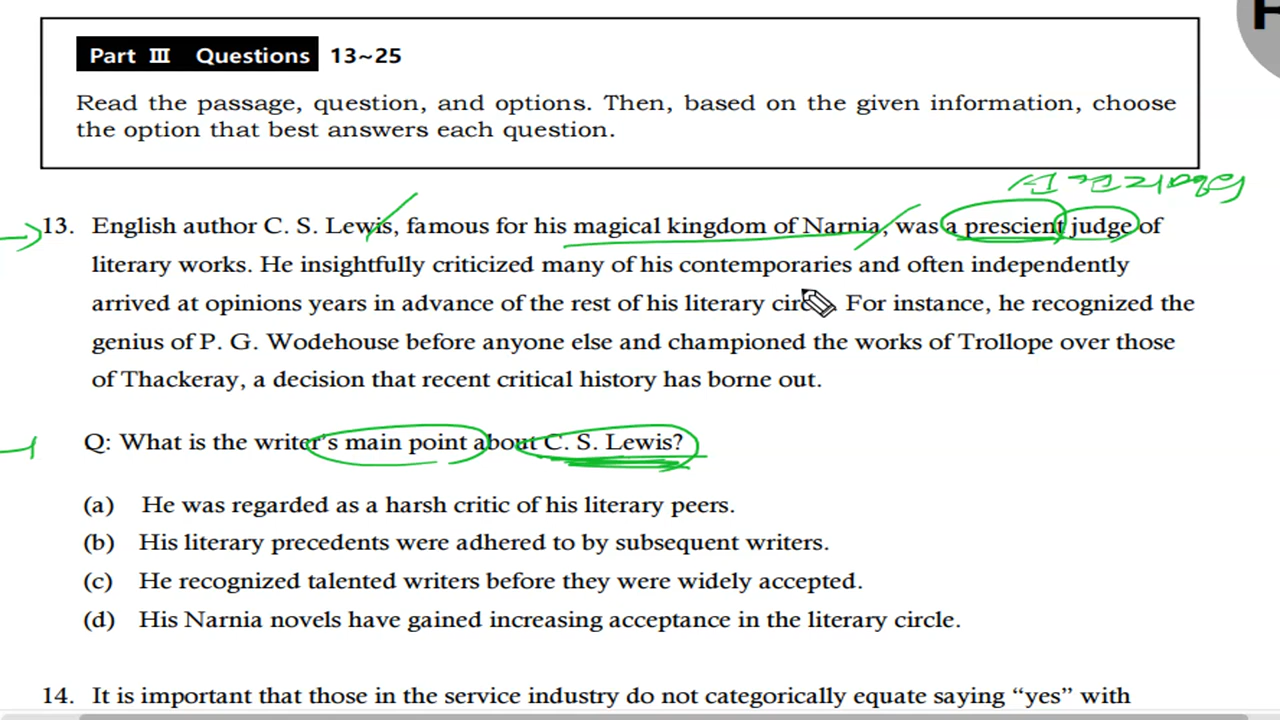 Part Ⅲ Questions 13~25
Read the passage, question, and options. Then, based on the given information, choose
the option that best answers each question.
선견지명의
13. English author C. S. Lewis, famous for his magical kingdom of Narnia, was a prescient judge of
literary works. He insightfully criticized many of his contemporaries and often independently
arrived at opinions years in advance of the rest of his literary For instance, he recognized the
genius of P. G. Wodehouse before anyone else and championed the works of Trollope over those
of Thackeray, a decision that recent critical history has borne out.
Q: What is the writer's main point about C. S. Lewis?
(a) He was regarded as a harsh critic of his literary peers.
(b) His literary precedents were adhered to by subsequent writers.
(c) He recognized talented writers before they were widely accepted.
(d) His Narnia novels have gained increasing acceptance in the literary circle.
14. It is important that those in the service industry do not categorically equate saying “yes” with